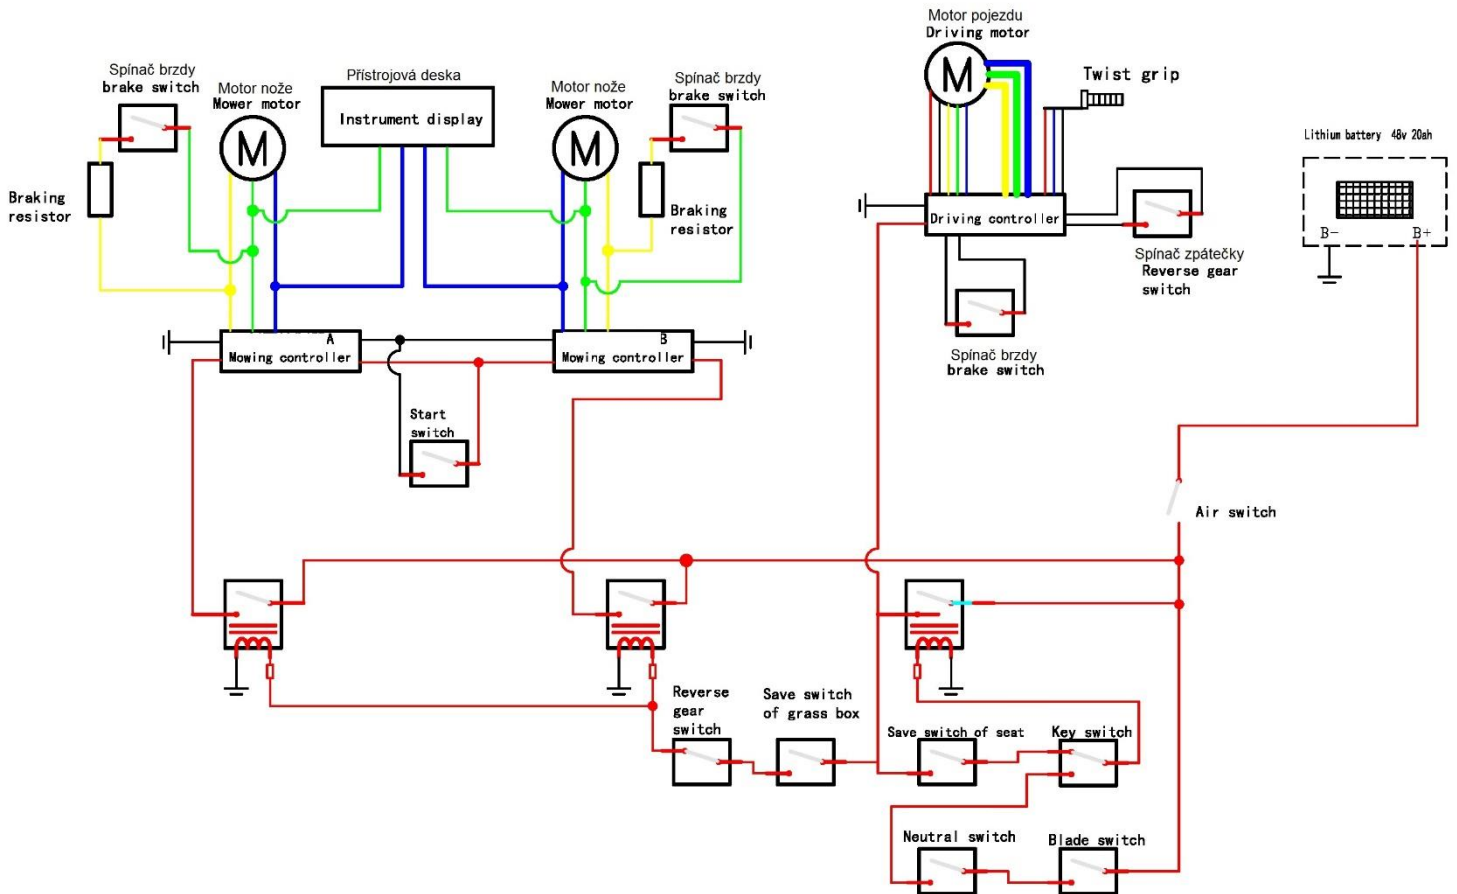 Motor pojezdu
Driving motor
Spínač brzdy
brake switch
Motor nože
Mower motor
Přístrojová deska
Instrument display
Motor nože
Mower motor
Spínač brzdy
brake switch
M
M
M
Twist grip
Lithium battery 48v 20ah
B-
B+
Braking
resistor
Braking
resistor
Driving controller
Spínač zpátečky
Reverse gear
switch
A
Mowing controller
B
Mowing controller
Spínač brzdy
brake switch
Start
switch
Air switch
Reverse
gear
switch
Save switch
of grass box
Save switch of seat
Key switch
Neutral switch
Blade switch